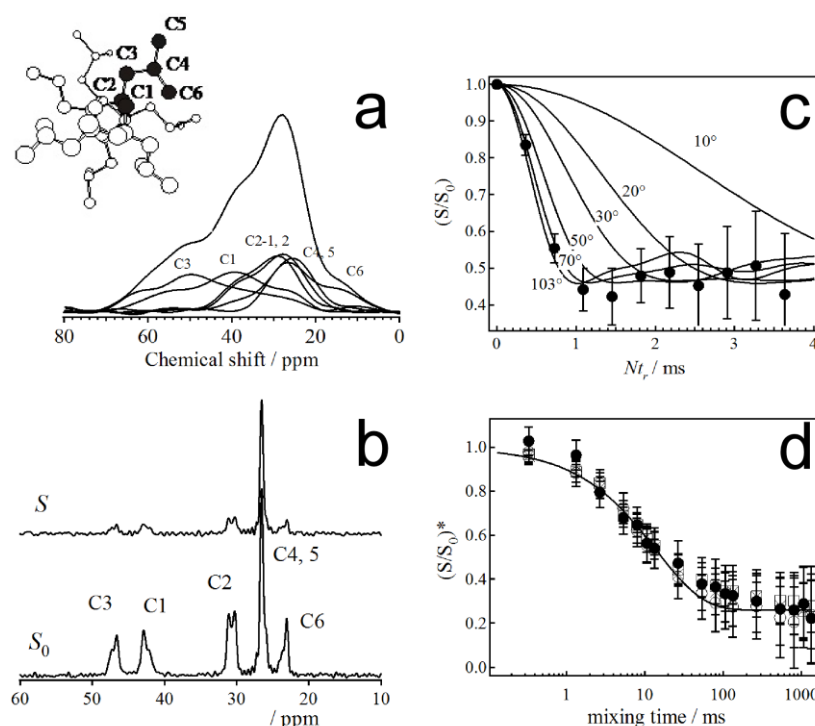 a
C5
C3
C4
C2
C1
C6
C3
C1
C2-1, 2
C4, 5
C6
80 60 40 20 0
Chemical shift / ppm
b
S
C4, 5
C2
C3
C1
C6
S0
60 50 40 30 20 10
/ ppm
c
(S/S0)
1.0
0.9
0.8
0.7
0.6
0.5
0.4
10°
20°
30°
50°
70°
103°
0 1 2 3 4
Ntr / ms
d
(S/S0)*
1.0
0.8
0.6
0.4
0.2
0.0
1 10 100 1000
mixing time / ms